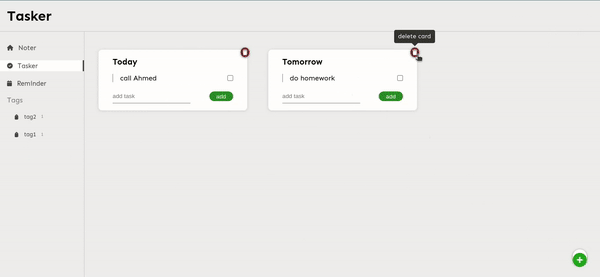 Tasker
delete card
Noter
Tasker
Reminder
Tags
tag2
tag1
Today
call Ahmed
add task
add
Tomorrow
do homework
add task
add